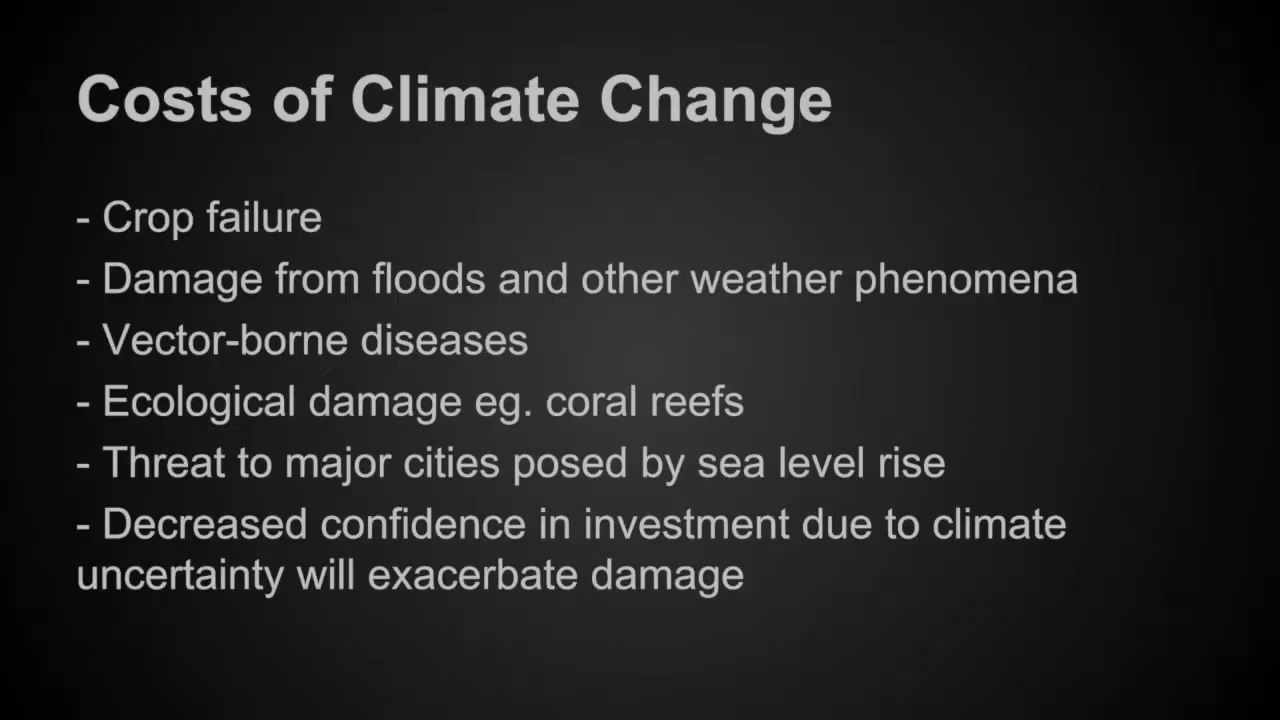 Costs of Climate Change
- Crop failure
- Damage from floods and other weather phenomena
- Vector-borne diseases
- Ecological damage eg. coral reefs
- Threat to major cities posed by sea level rise
- Decreased confidence in investment due to climate
uncertainty will exacerbate damage